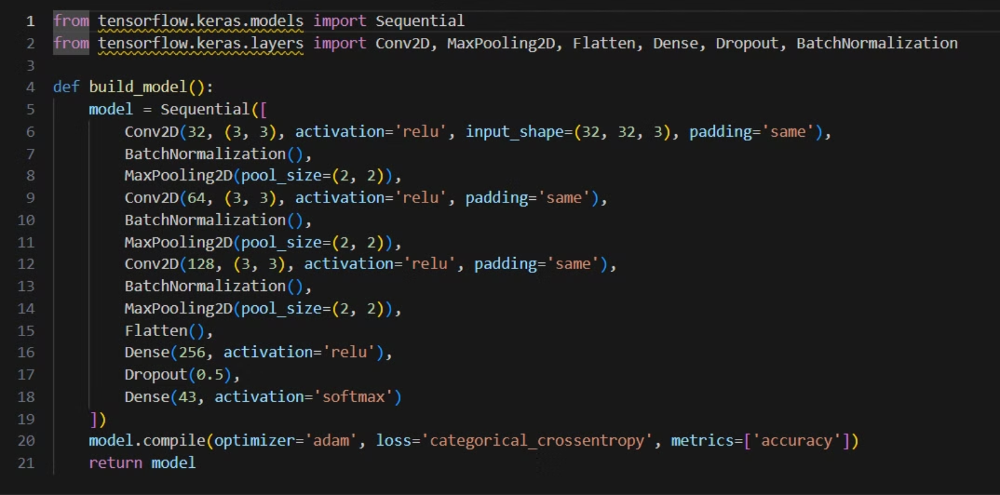 1 from tensorflow.keras.models import Sequential
2 from tensorflow.keras.layers import Conv2D, MaxPooling2D, Flatten, Dense, Dropout, BatchNormalization
3
4 def build_model():
5     model = Sequential([
6         Conv2D(32, (3, 3), activation='relu', input_shape=(32, 32, 3), padding='same'),
7         BatchNormalization(),
8         MaxPooling2D(pool_size=(2, 2)),
9         Conv2D(64, (3, 3), activation='relu', padding='same'),
10         BatchNormalization(),
11         MaxPooling2D(pool_size=(2, 2)),
12         Conv2D(128, (3, 3), activation='relu', padding='same'),
13         BatchNormalization(),
14         MaxPooling2D(pool_size=(2, 2)),
15         Flatten(),
16         Dense(256, activation='relu'),
17         Dropout(0.5),
18         Dense(43, activation='softmax')
19     ])
20     model.compile(optimizer='adam', loss='categorical_crossentropy', metrics=['accuracy'])
21     return model